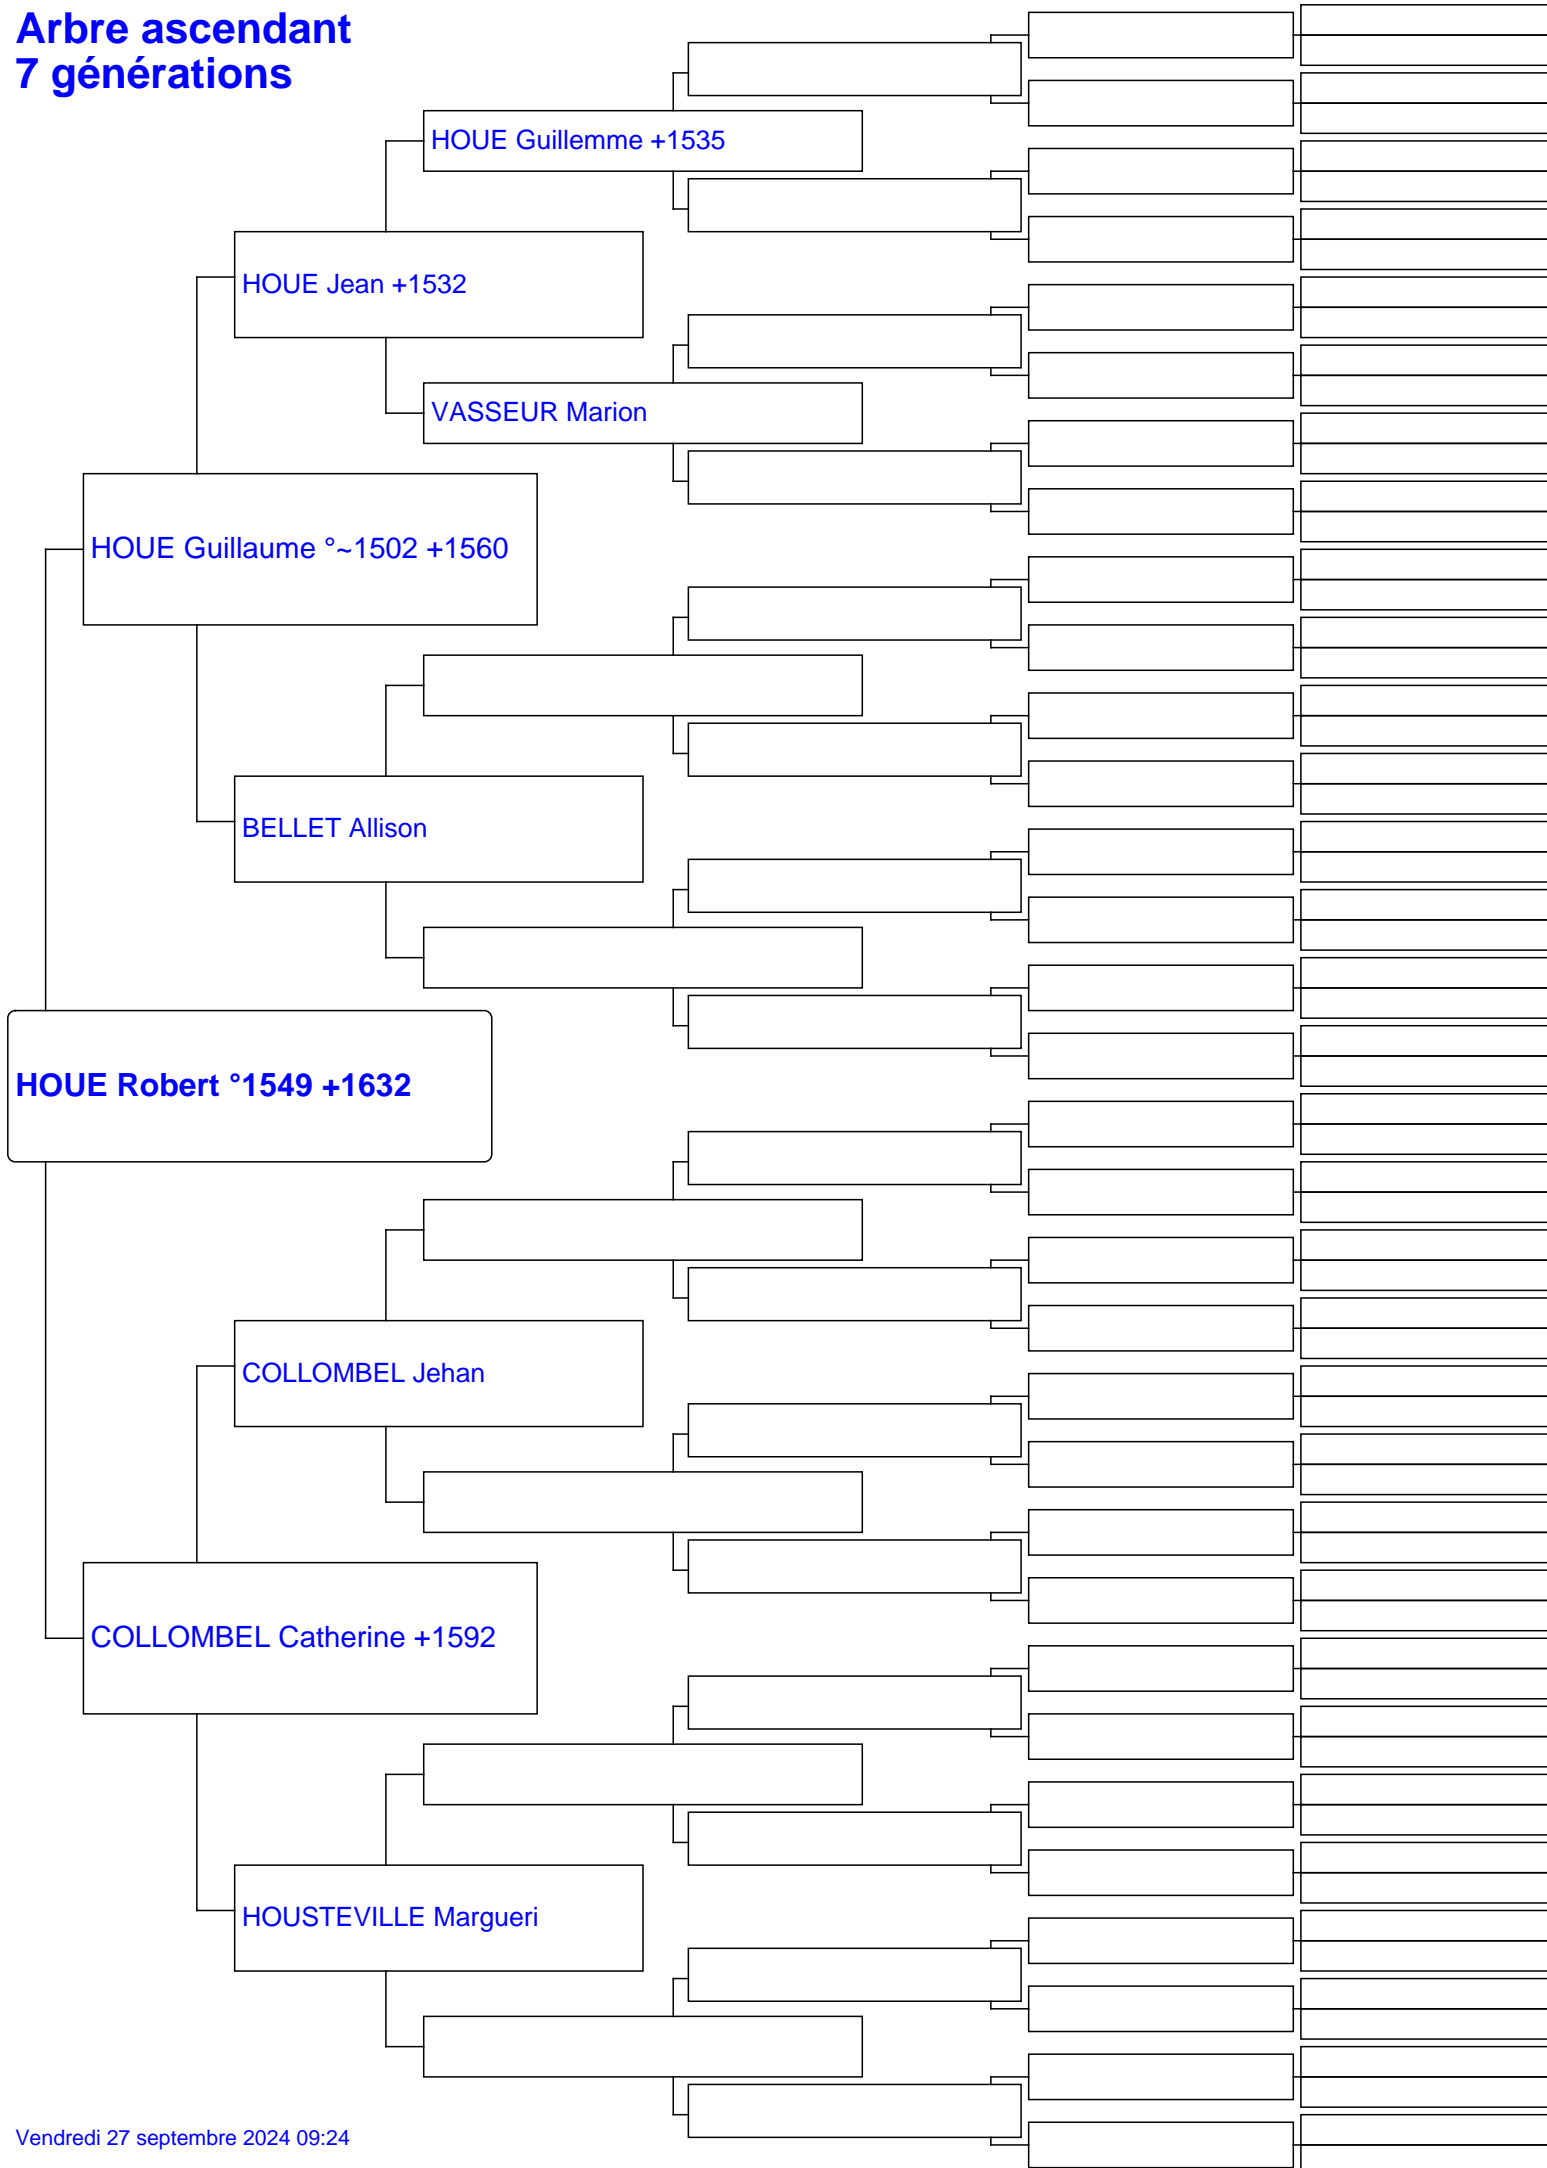 Arbre ascendant
7 générations
HOUE Guillemme +1535
HOUE Jean +1532
VASSEUR Marion
HOUE Guillaume °~1502 +1560
BELLET Allison
HOUE Robert °1549 +1632
COLLOMBEL Jehan
COLLOMBEL Catherine +1592
HOUSTEVILLE Margueri
Vendredi 27 septembre 2024 09:24